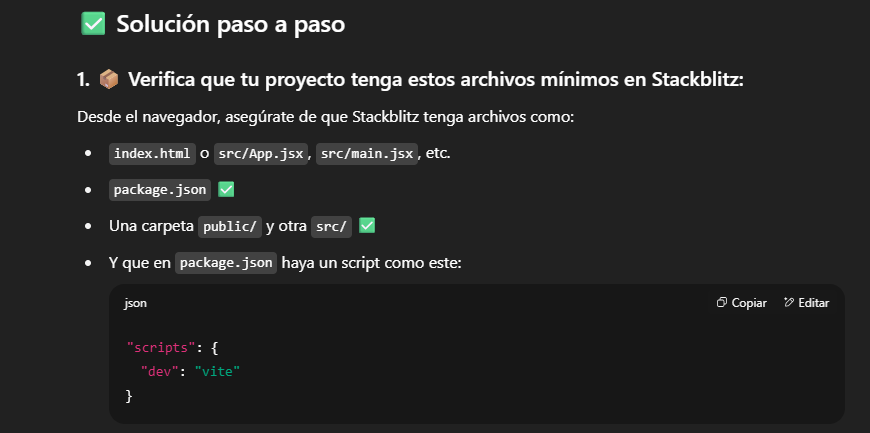 ✅ Solución paso a paso
1. 📦 Verifica que tu proyecto tenga estos archivos mínimos en Stackblitz:
Desde el navegador, asegúrate de que Stackblitz tenga archivos como:
• index.html o src/App.jsx, src/main.jsx, etc.
• package.json ✅
• Una carpeta public/ y otra src/ ✅
• Y que en package.json haya un script como este:
json Copiar Editar
"scripts": {
"dev": "vite"
}